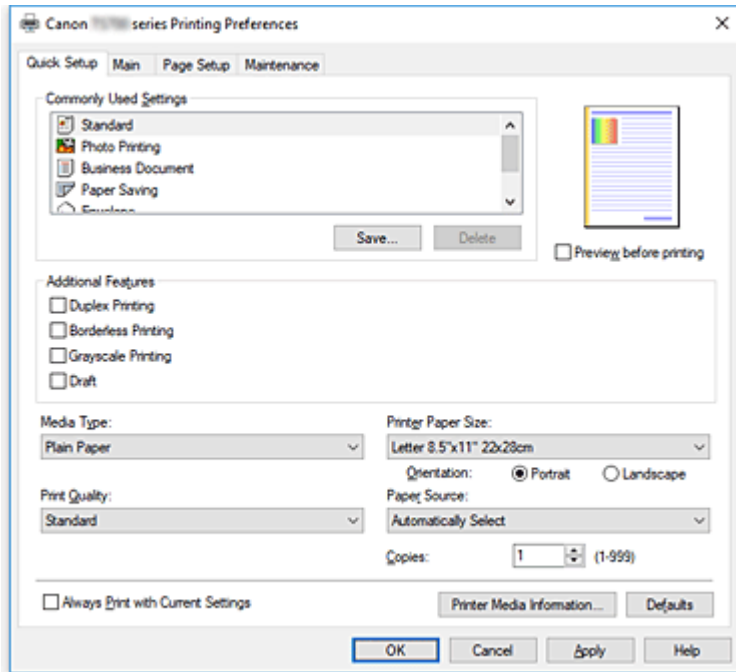 Canon series Printing Preferences
Quick Setup Main Page Setup Maintenance
Commonly Used Settings
Standard
Photo Printing
Business Document
Paper Saving
Envelope
Save... Delete
Preview before printing
Additional Features
Duplex Printing
Borderless Printing
Grayscale Printing
Draft
Media Type: Printer Paper Size:
Plain Paper Letter 8.5"x11" 22x28cm
Orientation: Portrait Landscape
Print Quality: Paper Source:
Standard Automatically Select
Copies: 1 (1-999)
Always Print with Current Settings Printer Media Information... Defaults
OK Cancel Apply Help